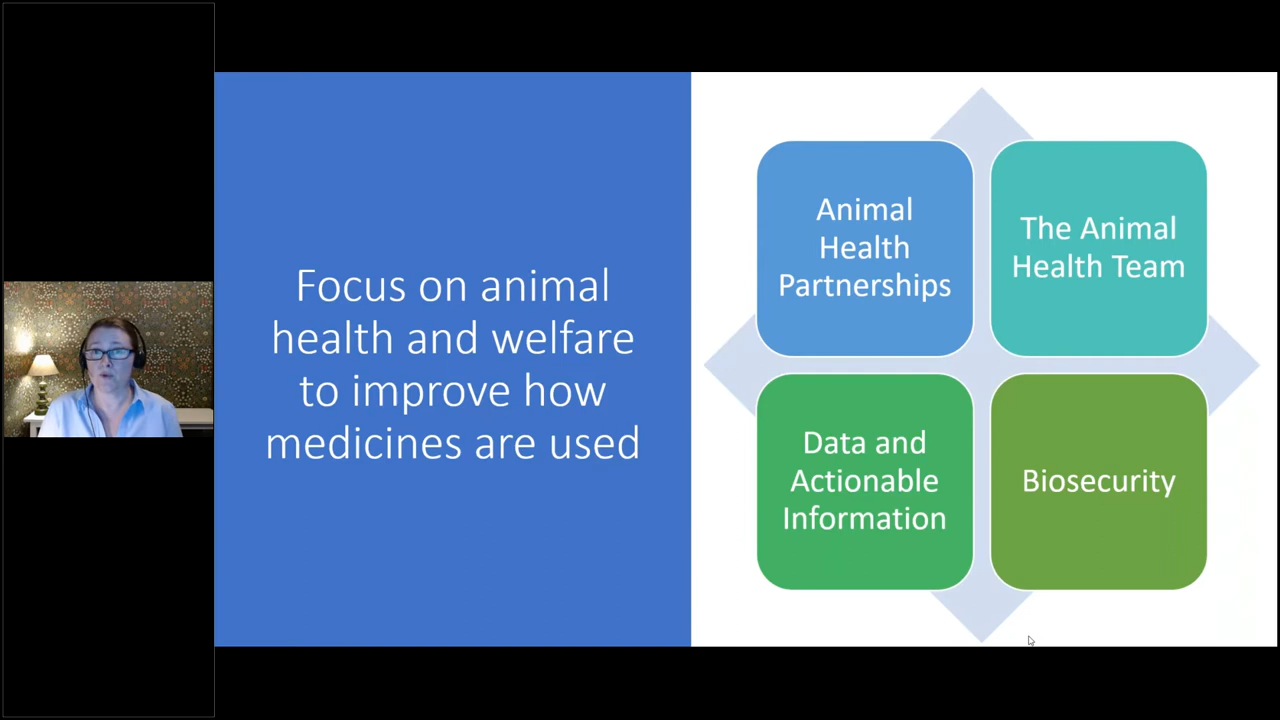 Focus on animal
health and welfare
to improve how
medicines are used
Animal
Health
Partnerships
The Animal
Health Team
Data and
Actionable
Information
Biosecurity